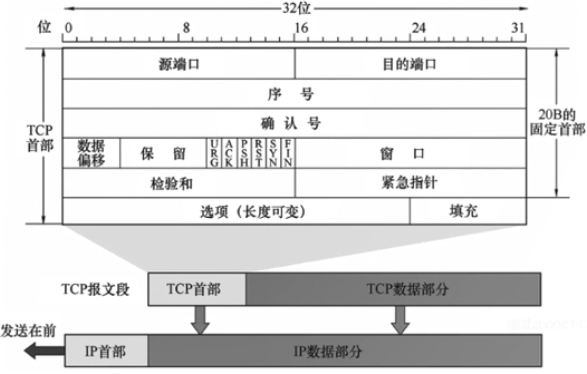 32位
位 0 8 16 24 31
源端口 目的端口
序 号
TCP
首部
20B的
固定首部
确 认 号
数据
偏移
保 留
URG
ACK
PSH
RST
SYN
FIN
窗 口
检验和 紧急指针
选项（长度可变） 填充
TCP报文段 TCP首部 TCP数据部分
发送在前
IP首部 IP数据部分